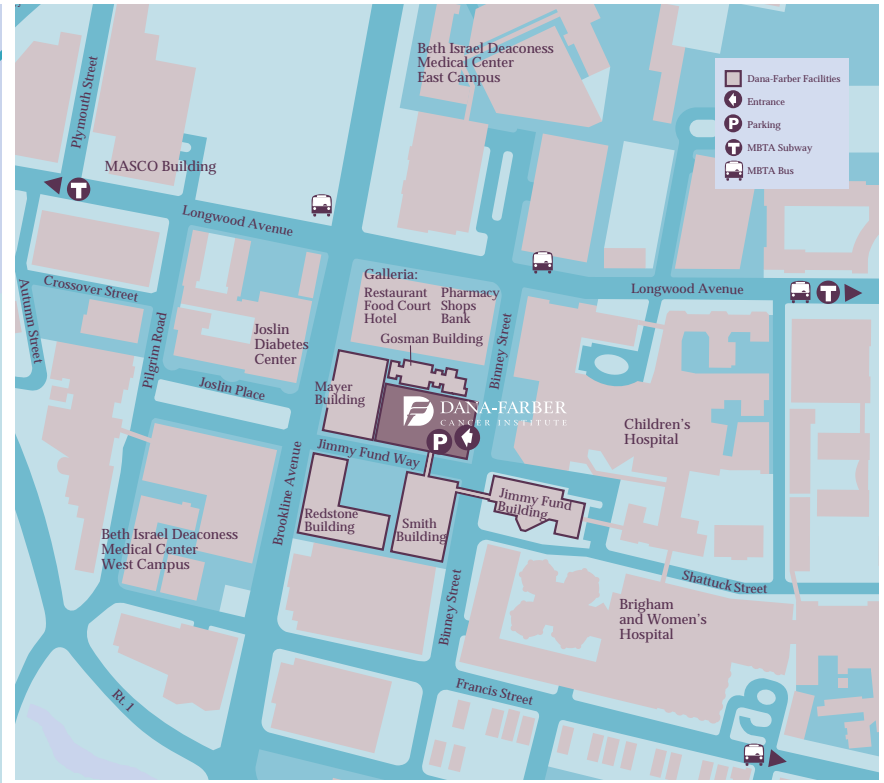 Beth Israel Deaconess
Medical Center
East Campus
Dana-Farber Facilities
Entrance
P
Parking
T
MBTA Subway
MBTA Bus
Plymouth Street
MASCO Building
T
Longwood Avenue
Longwood Avenue
T
Crossover Street
Autumn Street
Pilgrim Road
Joslin
Diabetes
Center
Joslin Place
Galleria:
Restaurant
Food Court
Hotel
Pharmacy
Shops
Bank
Gosman Building
Binney Street
Mayer
Building
DANA-FARBER
CANCER INSTITUTE
P
Children's
Hospital
Jimmy Fund Way
Brookline Avenue
Redstone
Building
Smith
Building
Jimmy Fund
Building
Beth Israel Deaconess
Medical Center
West Campus
Shattuck Street
Binney Street
Brigham
and Women's
Hospital
Rt. 1
Francis Street